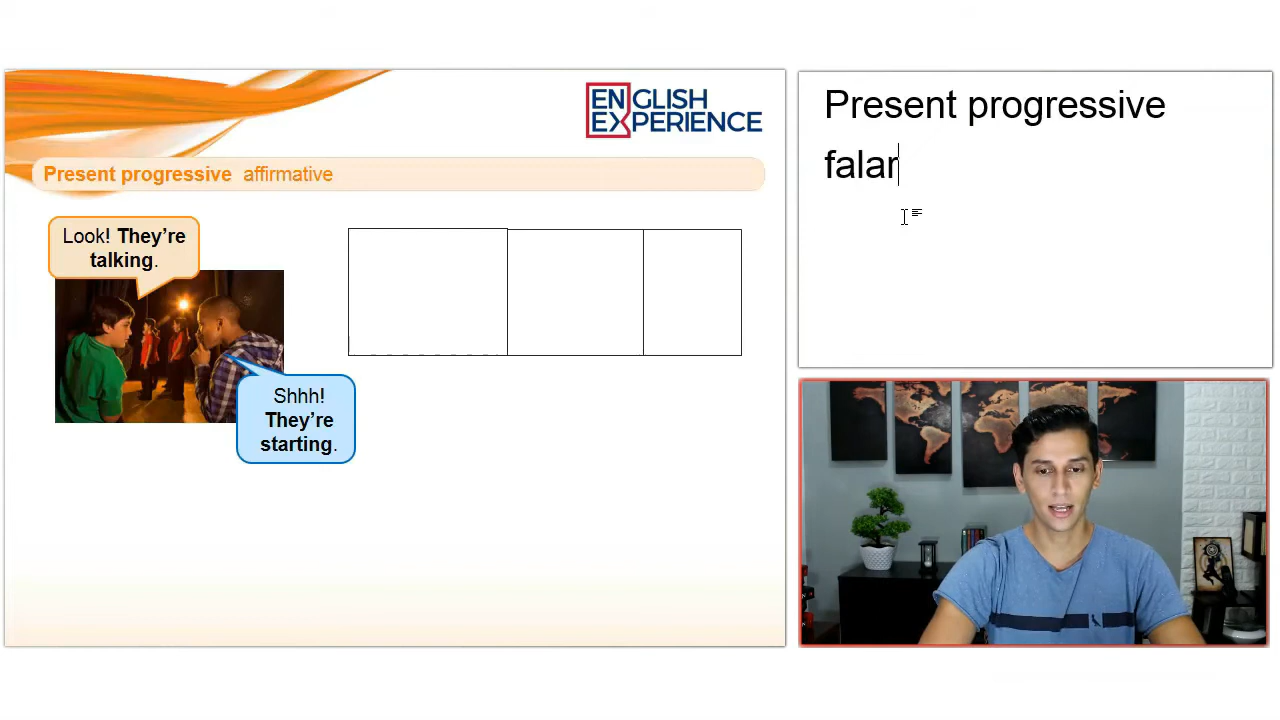 ENGLISH
EXPERIENCE
Present progressive affirmative
Look! They're
talking.
Shhh!
They're
starting.
Present progressive
falar